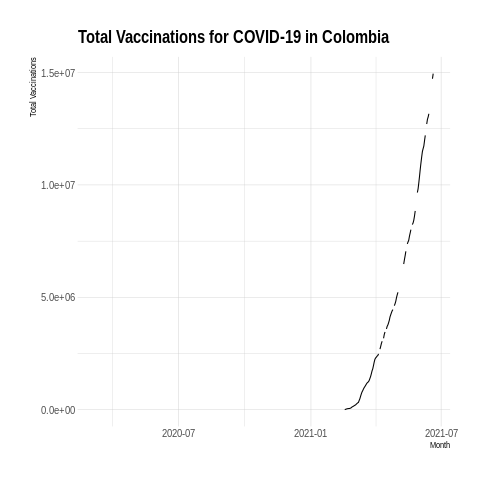 Total Vaccinations for COVID-19 in Colombia
Total Vaccinations
1.5e+07
1.0e+07
5.0e+06
0.0e+00
2020-07
2021-01
2021-07
Month